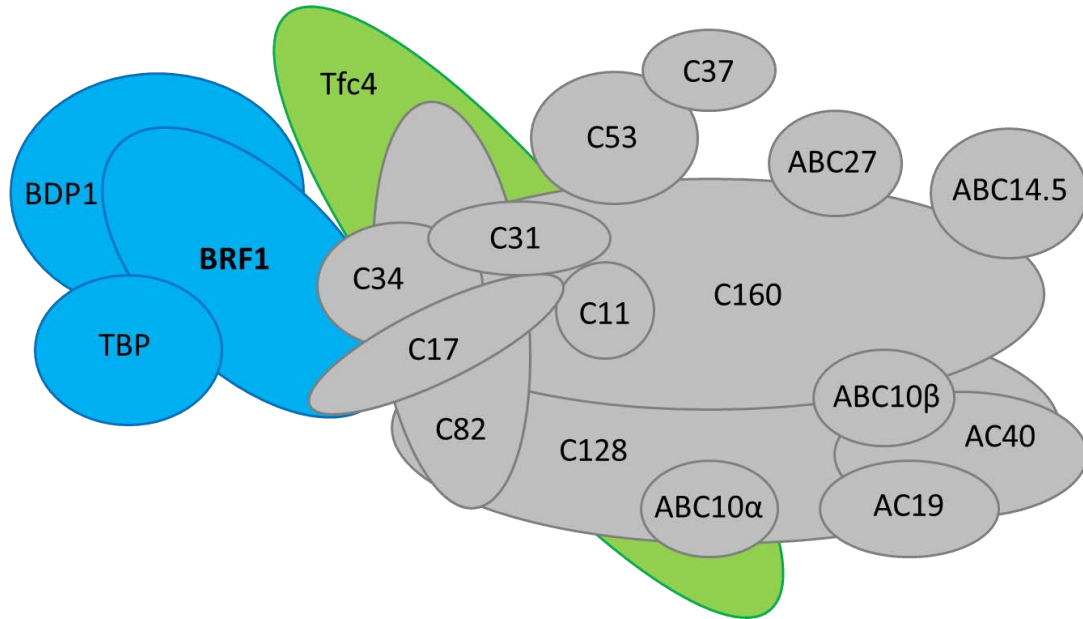 C37
Tfc4
C53
ABC27
BDP1
ABC14.5
C31
BRF1
C34
C160
C11
TBP
C17
ABC10β
C82
AC40
C128
ABC10α
AC19